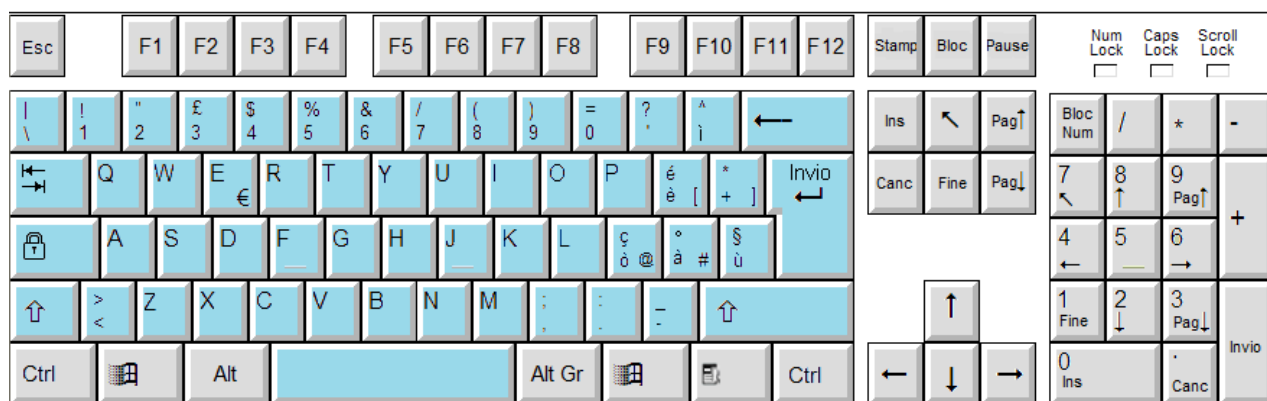 Esc F1 F2 F3 F4 F5 F6 F7 F8 F9 F10 F11 F12 Stamp Bloc Pause Num Lock Caps Lock Scroll Lock
| \ ! 1 " 2 £ 3 $ 4 % 5 & 6 / 7 ( 8 ) 9 = 0 ? ' ^ ì ← Ins ↖ Pag↑ Bloc Num / * -
Q W E € R T Y U I O P é è [ * + ] Invio ↵ Canc Fine Pag↓ 7 ↖ 8 ↑ 9 Pag↑ +
A S D F G H J K L ç ò @ ° à # § ù 4 ← 5 6 →
⇧ > < Z X C V B N M ; , : . _ - ⇧ ↑ 1 Fine 2 ↓ 3 Pag↓ Invio
Ctrl Alt Alt Gr Ctrl ← ↓ → 0 Ins . Canc